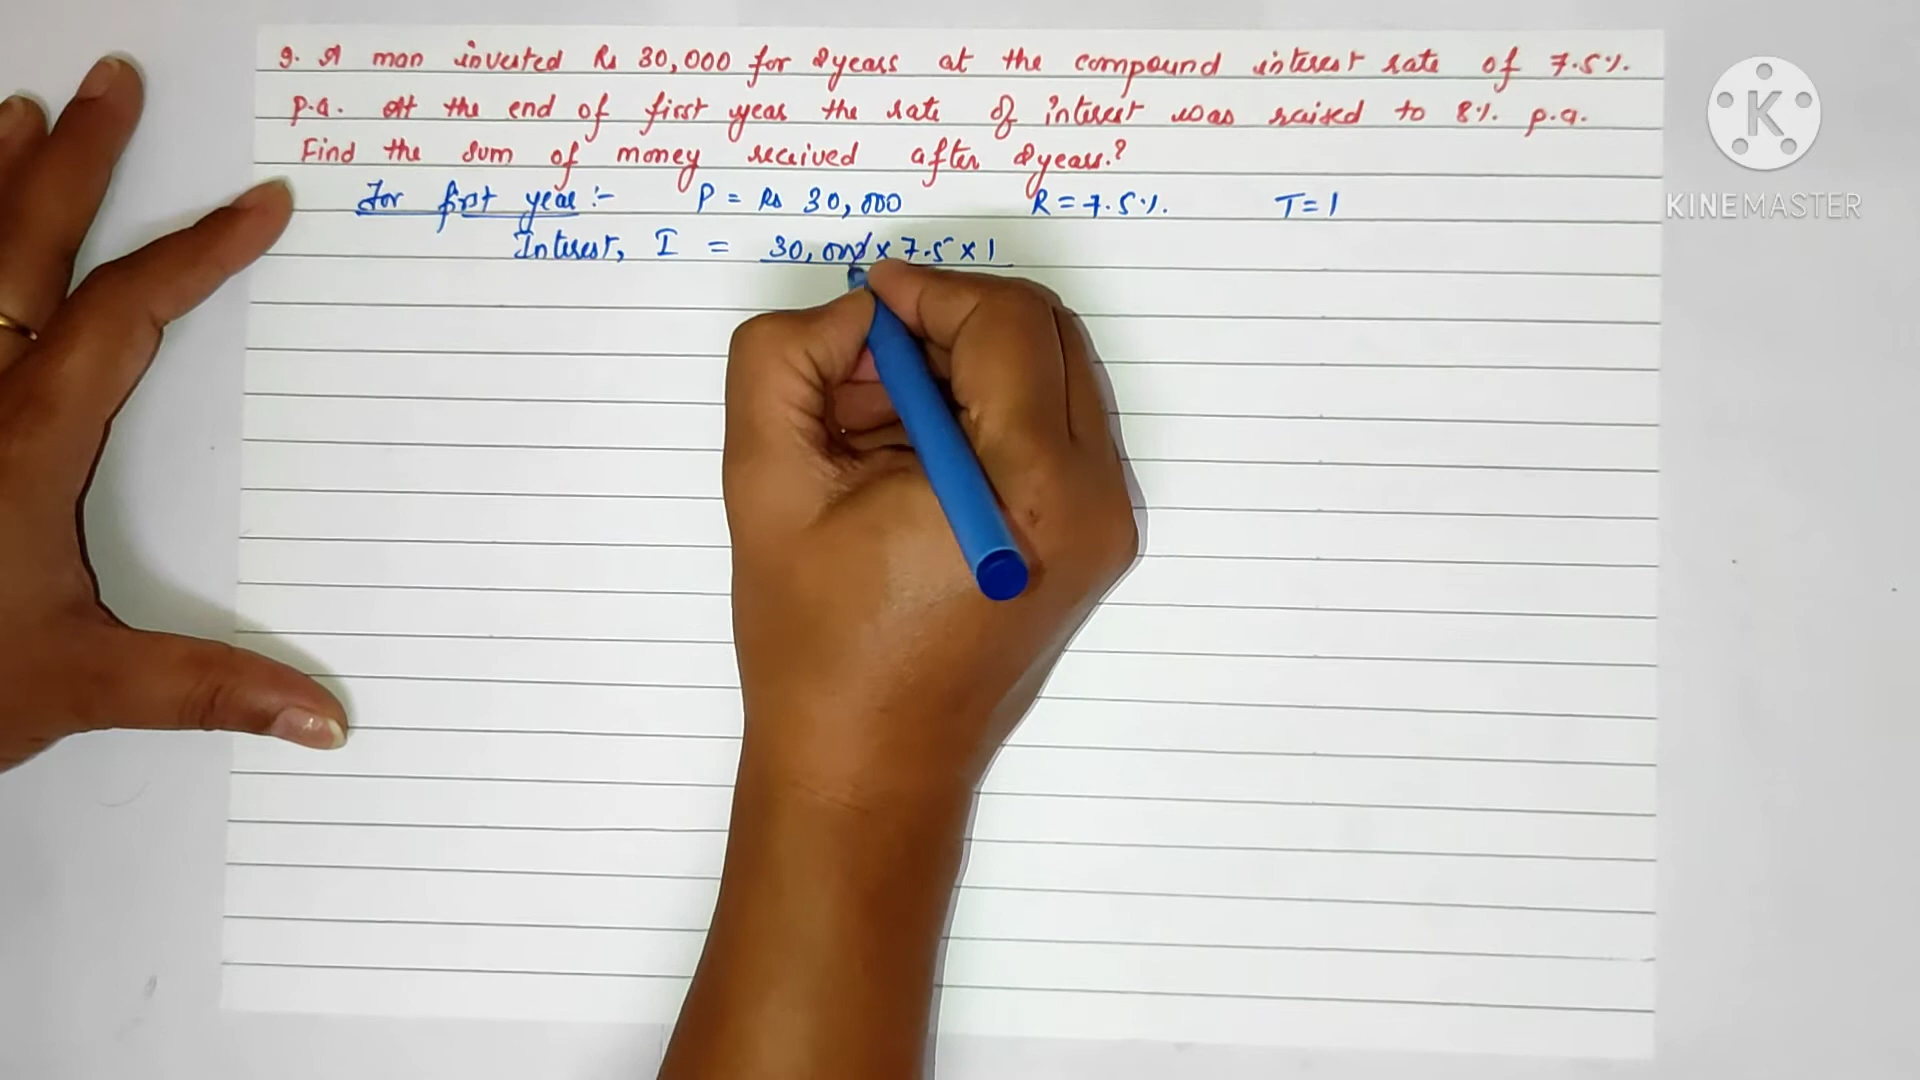 9. A man invested Rs 30,000 for 2 years at the compound interest rate of 7.5%.
p.a. At the end of first year the rate of interest was raised to 8% p.a.
Find the sum of money received after 2 years.?
For first year :- P = Rs 30,000 R = 7.5%. T = 1
Interest, I = 30,000 x 7.5 x 1
K
KINEMASTER